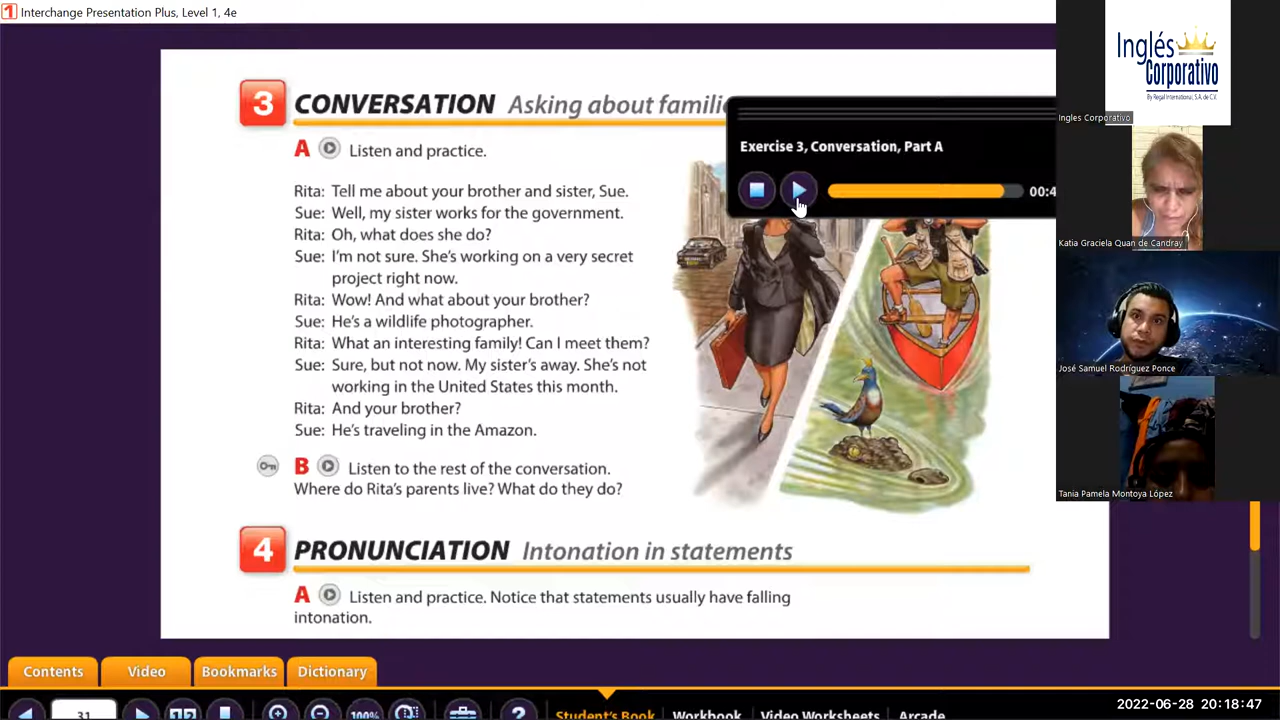 Interchange Presentation Plus, Level 1, 4e
3 CONVERSATION Asking about
A Listen and practice.
Rita: Tell me about your brother and sister, Sue.
Sue: Well, my sister works for the government.
Rita: Oh, what does she do?
Sue: I'm not sure. She's working on a very secret
project right now.
Rita: Wow! And what about your brother?
Sue: He's a wildlife photographer.
Rita: What an interesting family! Can I meet them?
Sue: Sure, but not now. My sister's away. She's not
working in the United States this month.
Rita: And your brother?
Sue: He's traveling in the Amazon.
B Listen to the rest of the conversation.
Where do Rita's parents live? What do they do?
4 PRONUNCIATION Intonation in statements
A Listen and practice. Notice that statements usually have falling
intonation.
Exercise 3, Conversation, Part A
00:4
Inglés
Corporativo
By Regal International, S.A. de C.V.
Ingles Corporativo
Katia Graciela Quan de Candray
José Samuel Rodríguez Ponce
Tania Pamela Montoya López
Contents Video Bookmarks Dictionary
31 100% ?
Student's Book Workbook Video Worksheets Arcade
2022-06-28 20:18:47